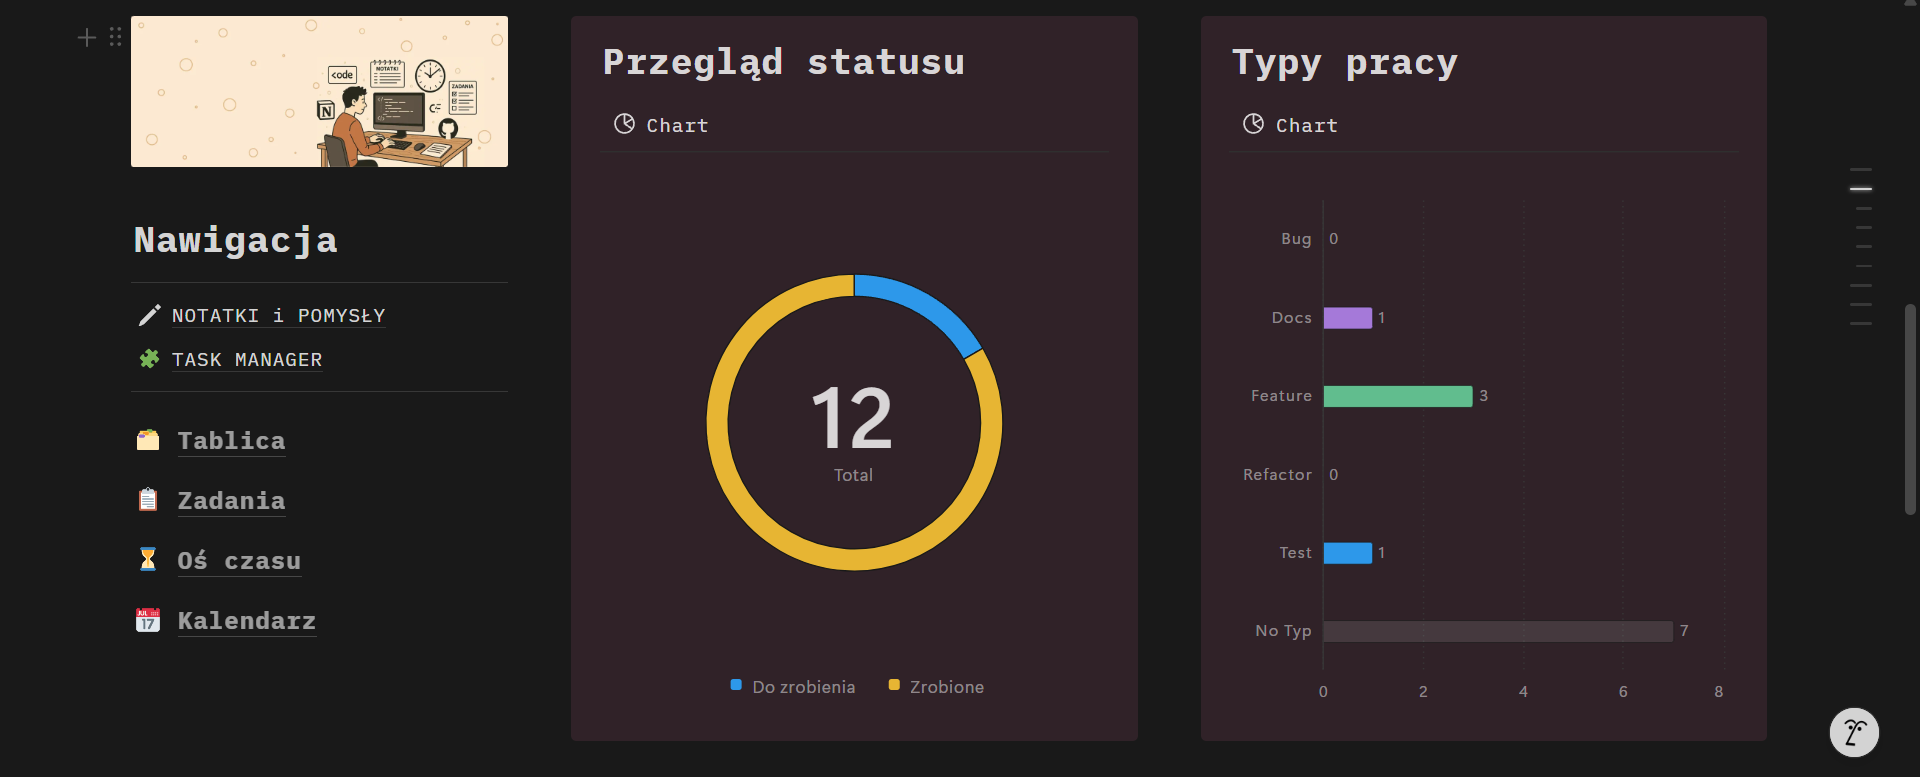 <code
NOTATKI
ZADANIA
N
</>
Nawigacja
NOTATKI i POMYSŁY
TASK MANAGER
Tablica
Zadania
Oś czasu
JUL
17
Kalendarz
Przegląd statusu
Chart
12
Total
Do zrobienia
Zrobione
Typy pracy
Chart
Bug 0
Docs 1
Feature 3
Refactor 0
Test 1
No Typ 7
0 2 4 6 8